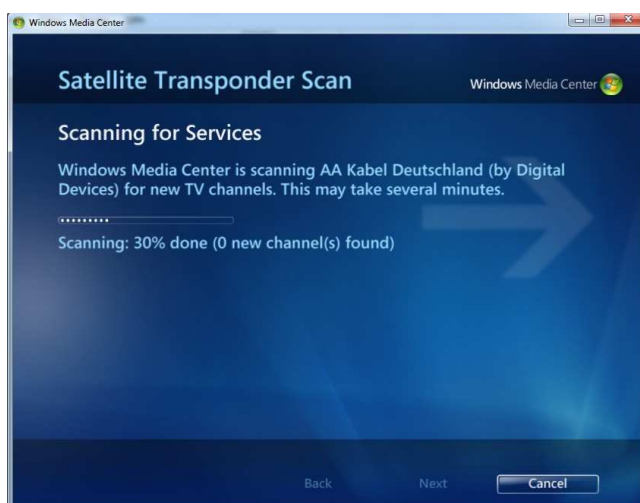 Windows Media Center
Satellite Transponder Scan
Windows Media Center
Scanning for Services
Windows Media Center is scanning AA Kabel Deutschland (by Digital
Devices) for new TV channels. This may take several minutes.
Scanning: 30% done (0 new channel(s) found)
Back Next Cancel